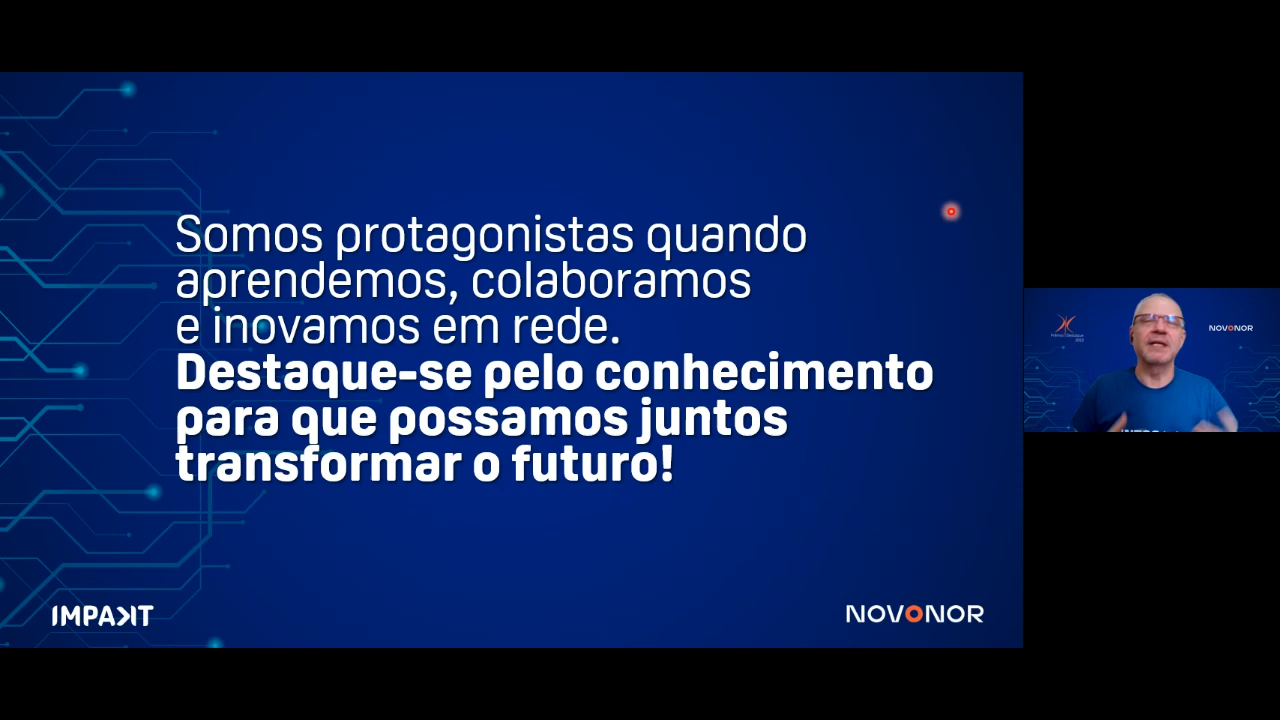 Somos protagonistas quando
aprendemos, colaboramos
e inovamos em rede.
Destaque-se pelo conhecimento
para que possamos juntos
transformar o futuro!
IMPAKT
NOVONOR
NOVONOR